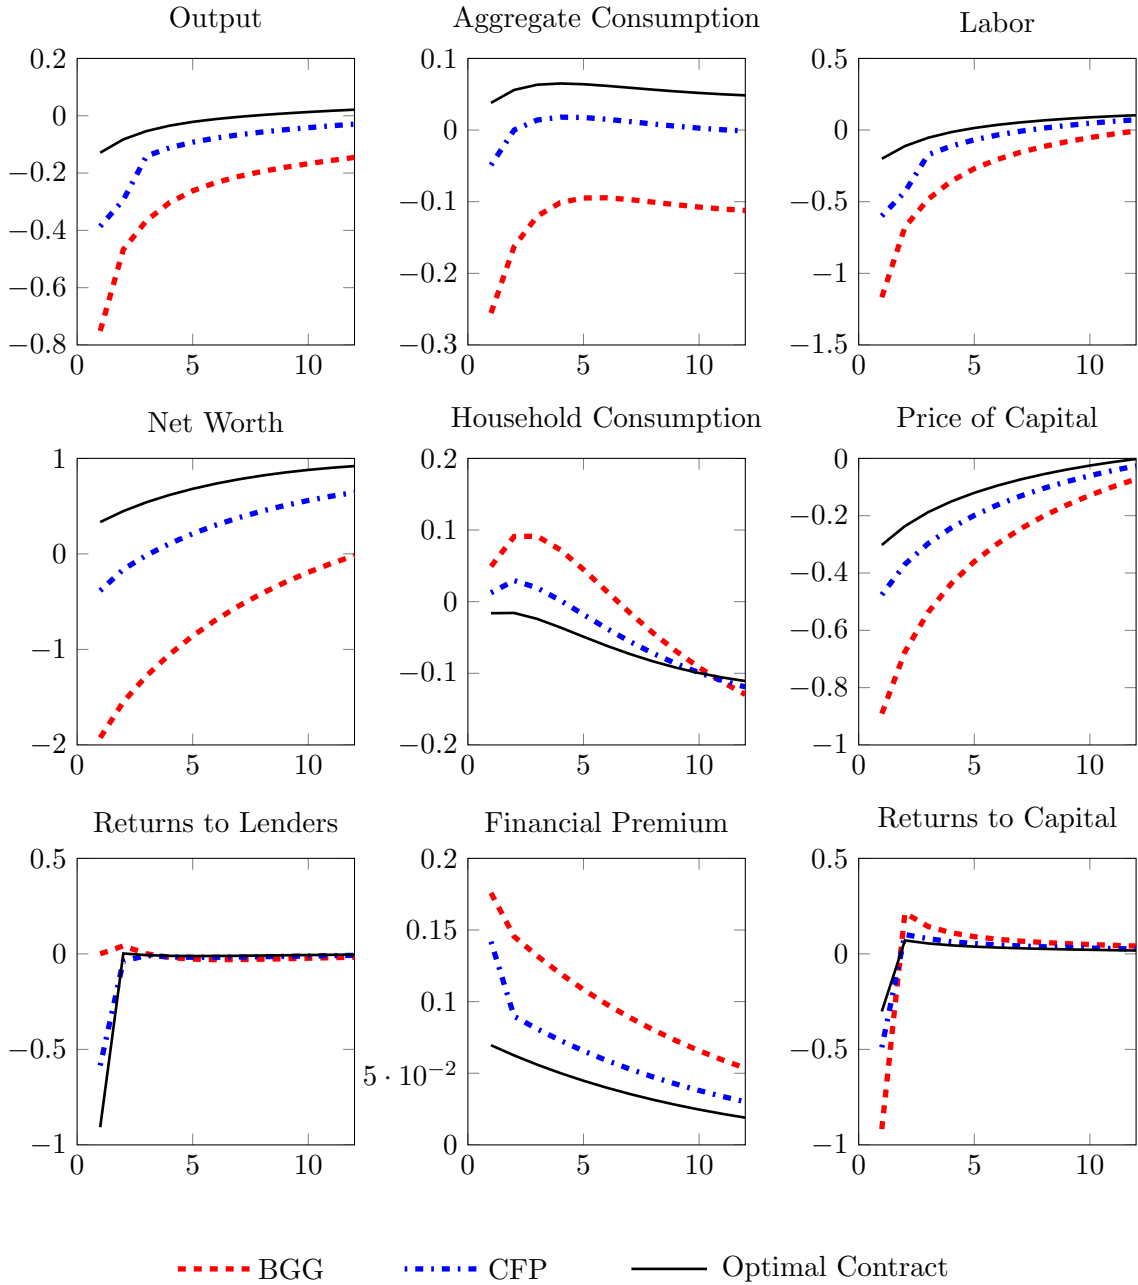 Output
Aggregate Consumption
Labor
0.2
0
−0.2
−0.4
−0.6
−0.8
0 5 10
0.1
0
−0.1
−0.2
−0.3
0 5 10
0.5
0
−0.5
−1
−1.5
0 5 10
Net Worth
Household Consumption
Price of Capital
1
0
−1
−2
0 5 10
0.2
0.1
0
−0.1
−0.2
0 5 10
0
−0.2
−0.4
−0.6
−0.8
−1
0 5 10
Returns to Lenders
Financial Premium
Returns to Capital
0.5
0
−0.5
−1
0 5 10
0.2
0.15
0.1
5 · 10⁻²
0
0 5 10
0.5
0
−0.5
−1
0 5 10
BGG CFP Optimal Contract